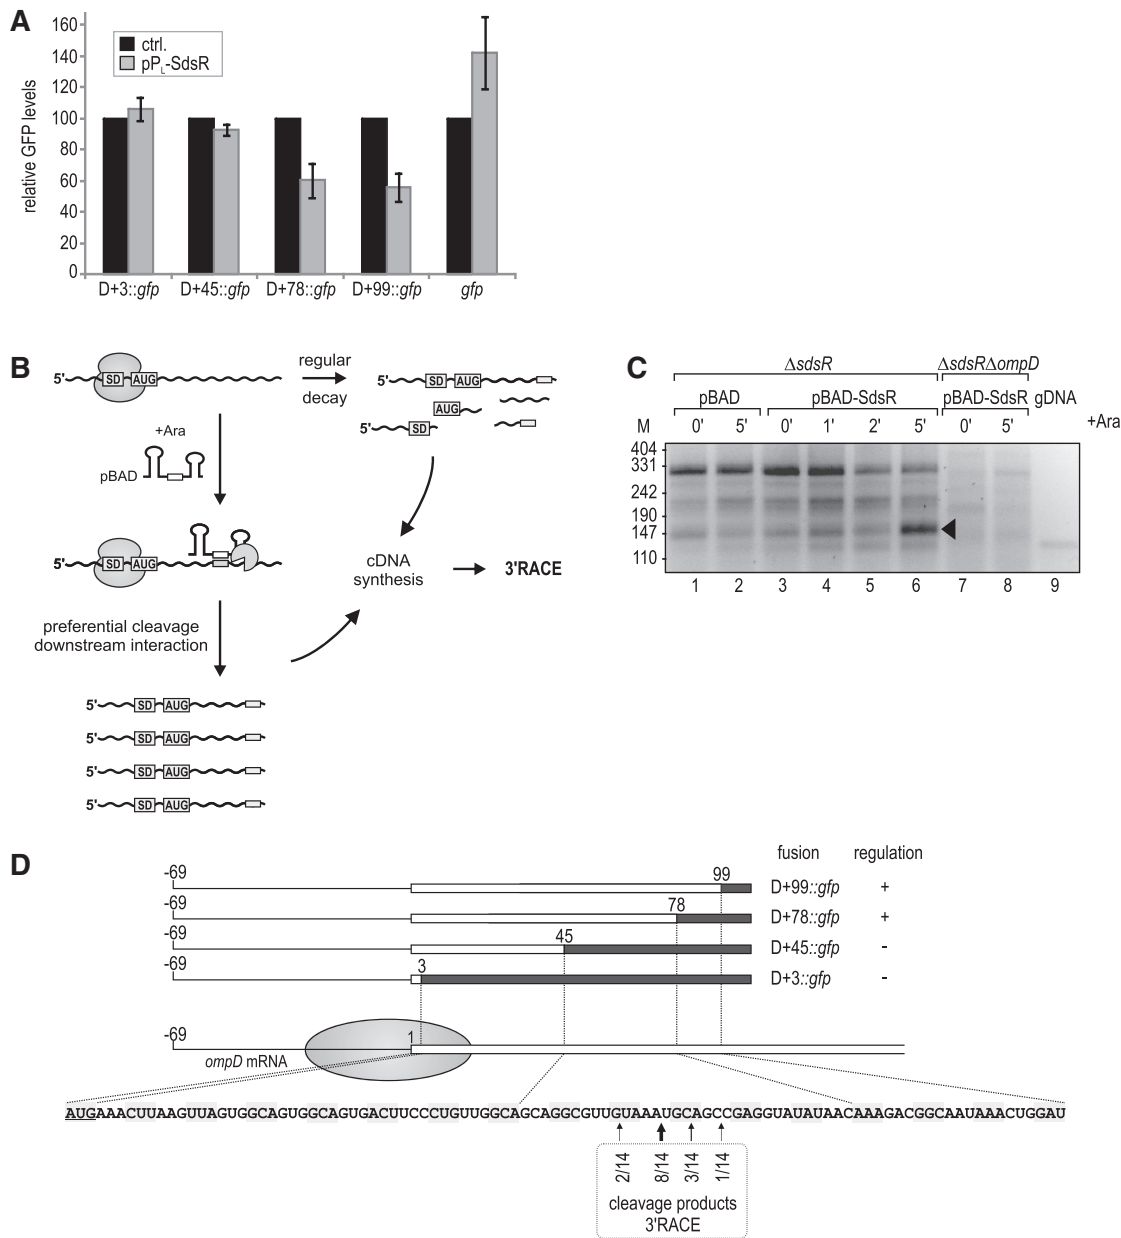 A
160
140
120
100
80
60
40
20
0
relative GFP levels
ctrl.
pPL-SdsR
D+3::gfp D+45::gfp D+78::gfp D+99::gfp gfp
B
5' SD AUG
regular
decay
5' SD AUG
AUG
5' SD
+Ara
pBAD
5' SD AUG
cDNA
synthesis
3'RACE
preferential cleavage
downstream interaction
5' SD AUG
5' SD AUG
5' SD AUG
5' SD AUG
C
ΔsdsR ΔsdsRΔompD
pBAD pBAD-SdsR pBAD-SdsR gDNA
M 0' 5' 0' 1' 2' 5' 0' 5' +Ara
404
331
242
190
147
110
1 2 3 4 5 6 7 8 9
D
fusion regulation
-69 99 D+99::gfp +
-69 78 D+78::gfp +
-69 45 D+45::gfp -
-69 3 D+3::gfp -
-69 1
ompD mRNA
AUGAAACUUAAGUUAGUGGCAGUGGCAGUGACUUCCCUGUUGGCAGCAGGCGUUGUAAAUGCAGCCGAGGUAUAUAACAAAGACGGCAAUAAACUGGAU
2/14 8/14 3/14 1/14
cleavage products
3'RACE